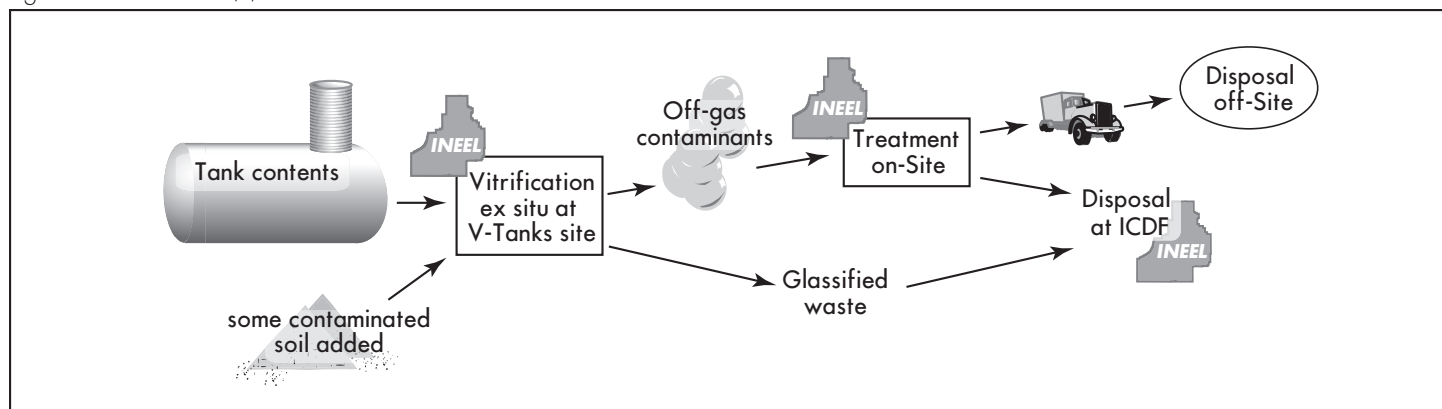 Tank contents
some contaminated
soil added
INEEL
Vitrification
ex situ at
V-Tanks site
Off-gas
contaminants
Glassified
waste
INEEL
Treatment
on-Site
Disposal
off-Site
Disposal
at ICDF
INEEL